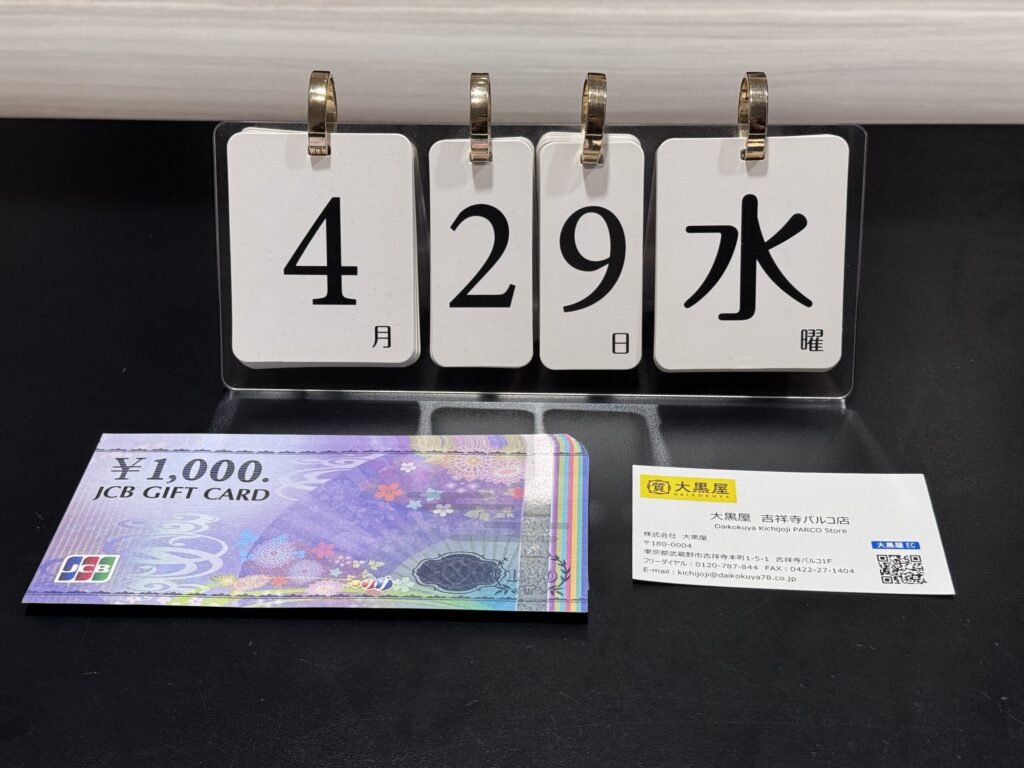 4
月
2
9
日
水
曜
￥1,000.
JCB GIFT CARD
JCB
質 大黒屋
DAIKOKUYA
大黒屋 吉祥寺パルコ店
Daikokuya Kichijoji PARCO Store
株式会社 大黒屋
〒180-0004
東京都武蔵野市吉祥寺本町1-5-1 吉祥寺パルコ1F
フリーダイヤル：0120-787-844 FAX：0422-27-1404
E-mail：kichijoji@daikokuya78.co.jp
大黒屋 EC